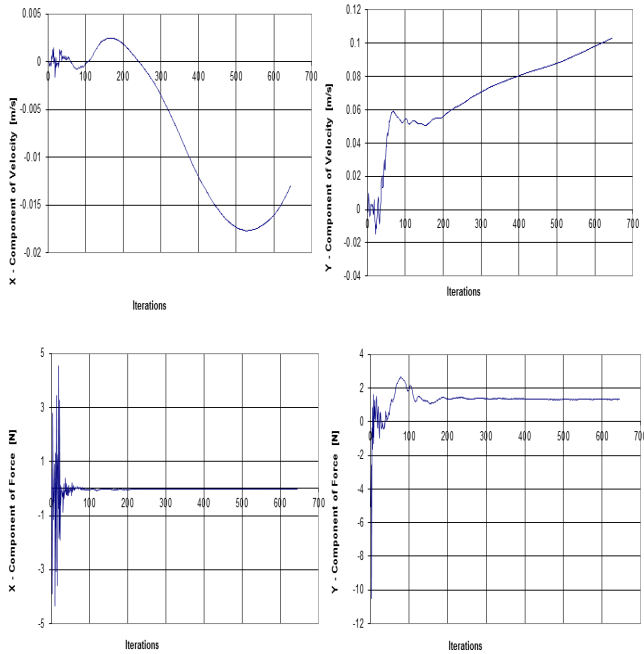 X - Component of Velocity [m/s]
0.005
0
-0.005
-0.01
-0.015
-0.02
0 100 200 300 400 500 600 700
Iterations
Y - Component of Velocity [m/s]
0.12
0.1
0.08
0.06
0.04
0.02
0
-0.02
-0.04
0 100 200 300 400 500 600 700
Iterations
X - Component of Force [N]
5
3
1
-1
-3
-5
0 100 200 300 400 500 600 700
Iterations
Y - Component of Force [N]
4
2
0
-2
-4
-6
-8
-10
-12
0 100 200 300 400 500 600 700
Iterations